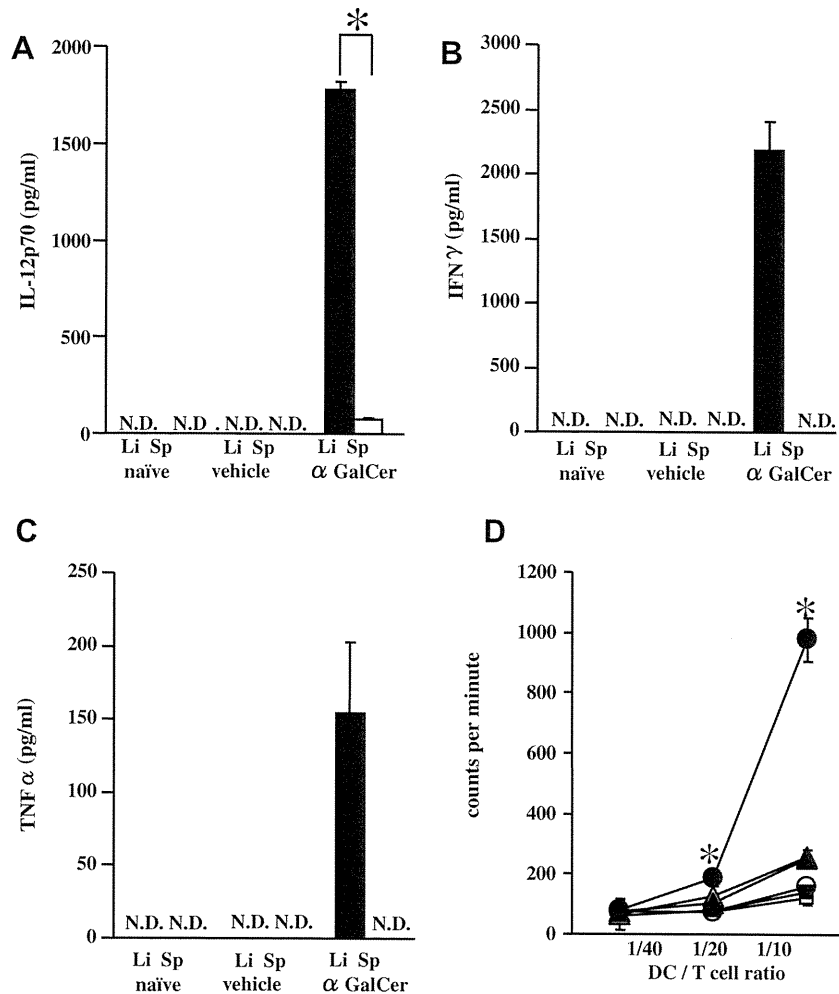 A
*
2000
1500
1000
500
0
IL-12p70 (pg/ml)
N.D. N.D . N.D. N.D.
Li Sp Li Sp Li Sp
naïve vehicle α GalCer
B
3000
2500
2000
1500
1000
500
0
IFN γ (pg/ml)
N.D. N.D. N.D. N.D. N.D.
Li Sp Li Sp Li Sp
naïve vehicle α GalCer
C
250
200
150
100
50
0
TNF α (pg/ml)
N.D. N.D. N.D. N.D. N.D.
Li Sp Li Sp Li Sp
naïve vehicle α GalCer
D
1200
1000
800
600
400
200
0
counts per minute
*
*
1/40 1/20 1/10
DC / T cell ratio